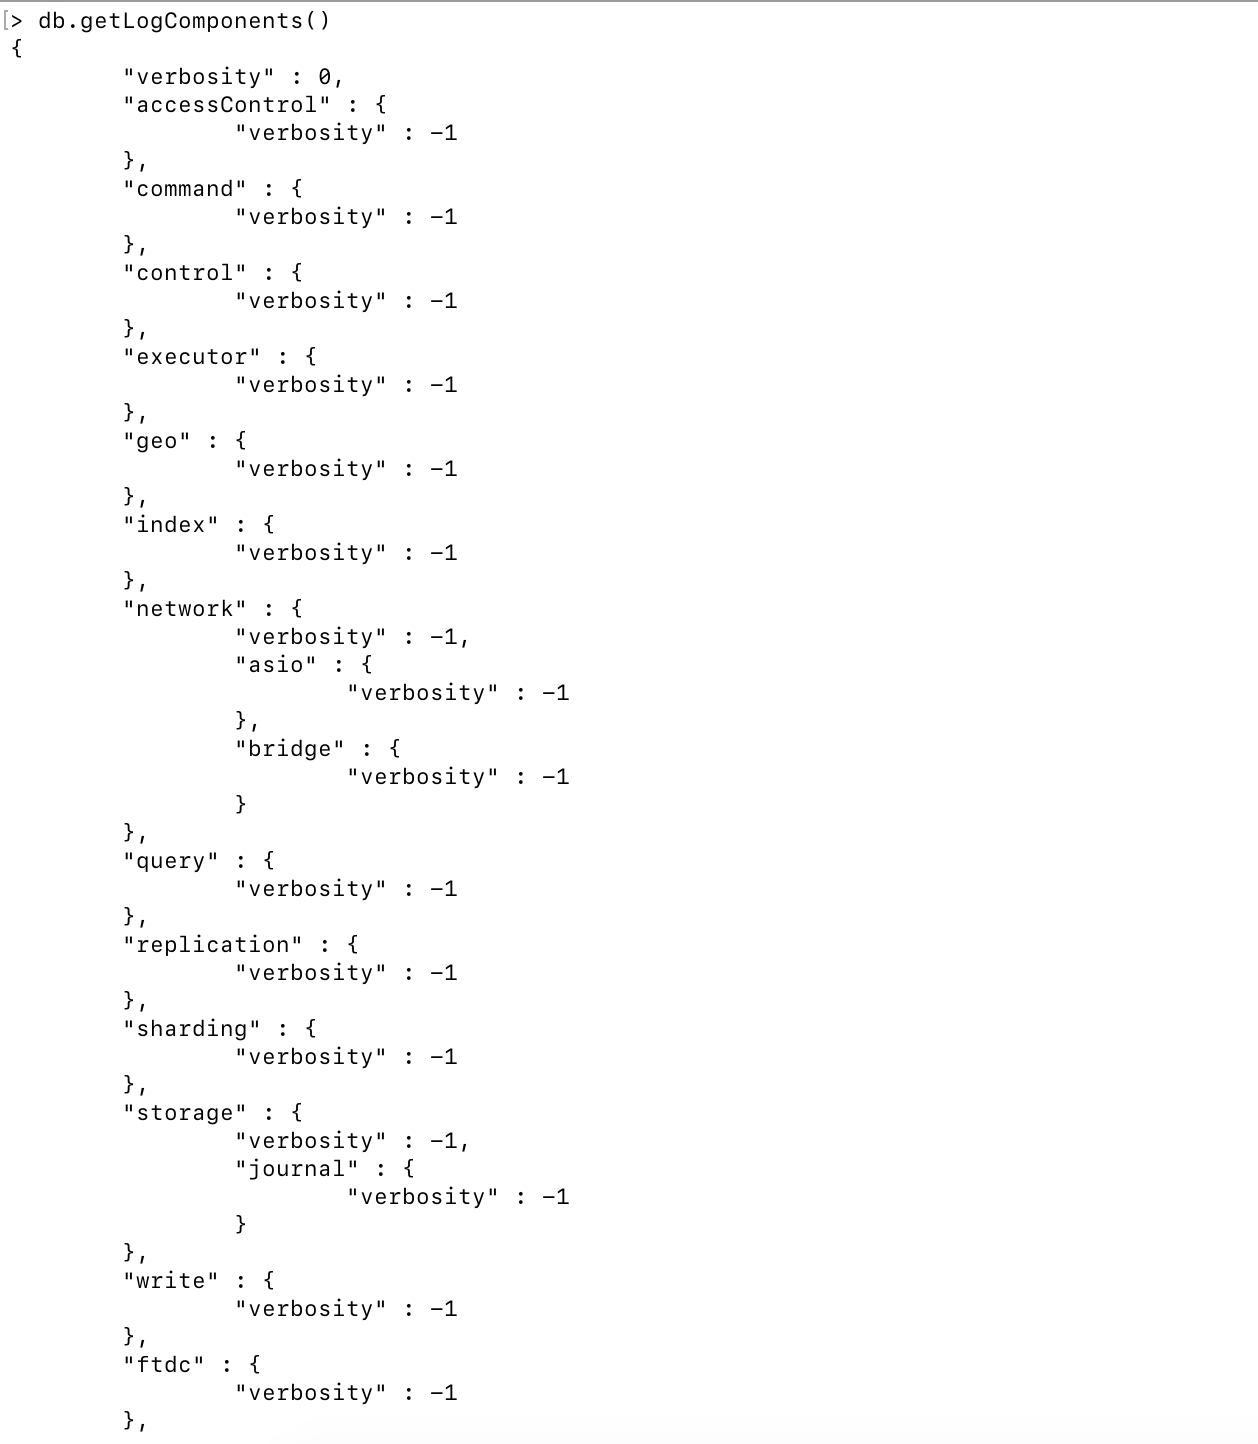 [> db.getLogComponents()
{
        "verbosity" : 0,
        "accessControl" : {
                "verbosity" : -1
        },
        "command" : {
                "verbosity" : -1
        },
        "control" : {
                "verbosity" : -1
        },
        "executor" : {
                "verbosity" : -1
        },
        "geo" : {
                "verbosity" : -1
        },
        "index" : {
                "verbosity" : -1
        },
        "network" : {
                "verbosity" : -1,
                "asio" : {
                        "verbosity" : -1
                },
                "bridge" : {
                        "verbosity" : -1
                }
        },
        "query" : {
                "verbosity" : -1
        },
        "replication" : {
                "verbosity" : -1
        },
        "sharding" : {
                "verbosity" : -1
        },
        "storage" : {
                "verbosity" : -1,
                "journal" : {
                        "verbosity" : -1
                }
        },
        "write" : {
                "verbosity" : -1
        },
        "ftdc" : {
                "verbosity" : -1
        },